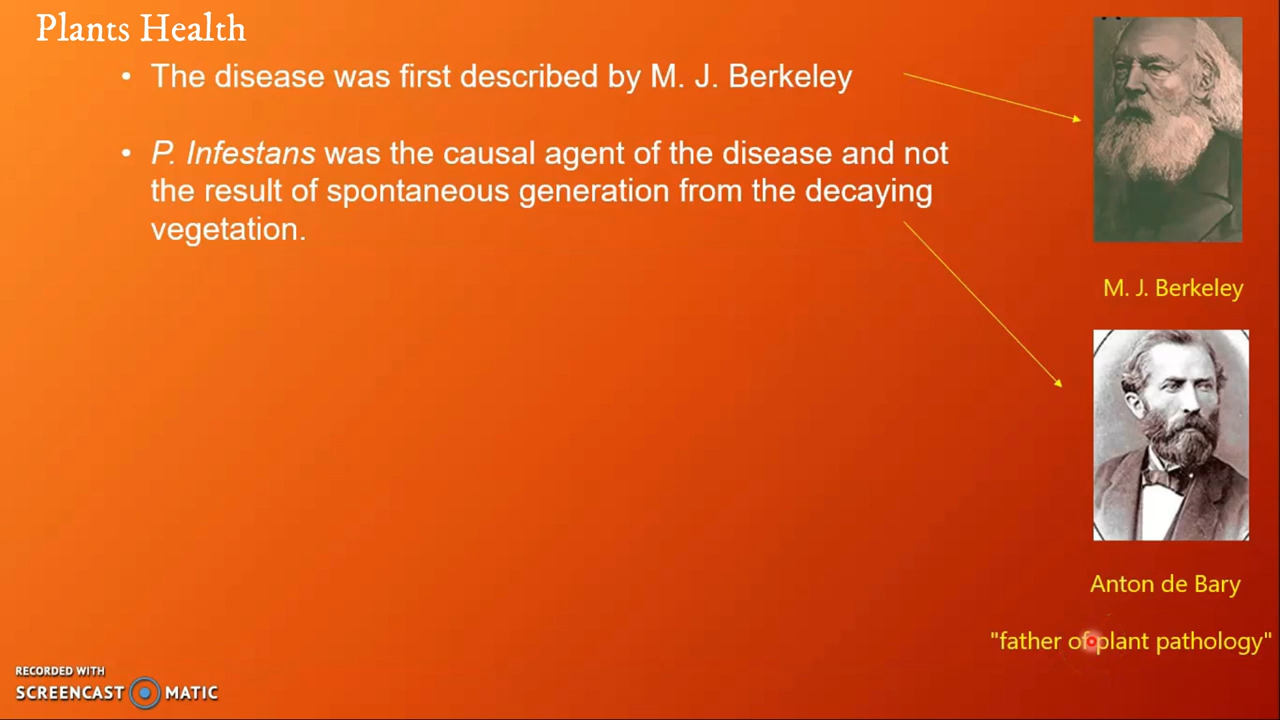 Plants Health
• The disease was first described by M. J. Berkeley
• P. Infestans was the causal agent of the disease and not
the result of spontaneous generation from the decaying
vegetation.
M. J. Berkeley
Anton de Bary
"father of plant pathology"
RECORDED WITH
SCREENCAST MATIC